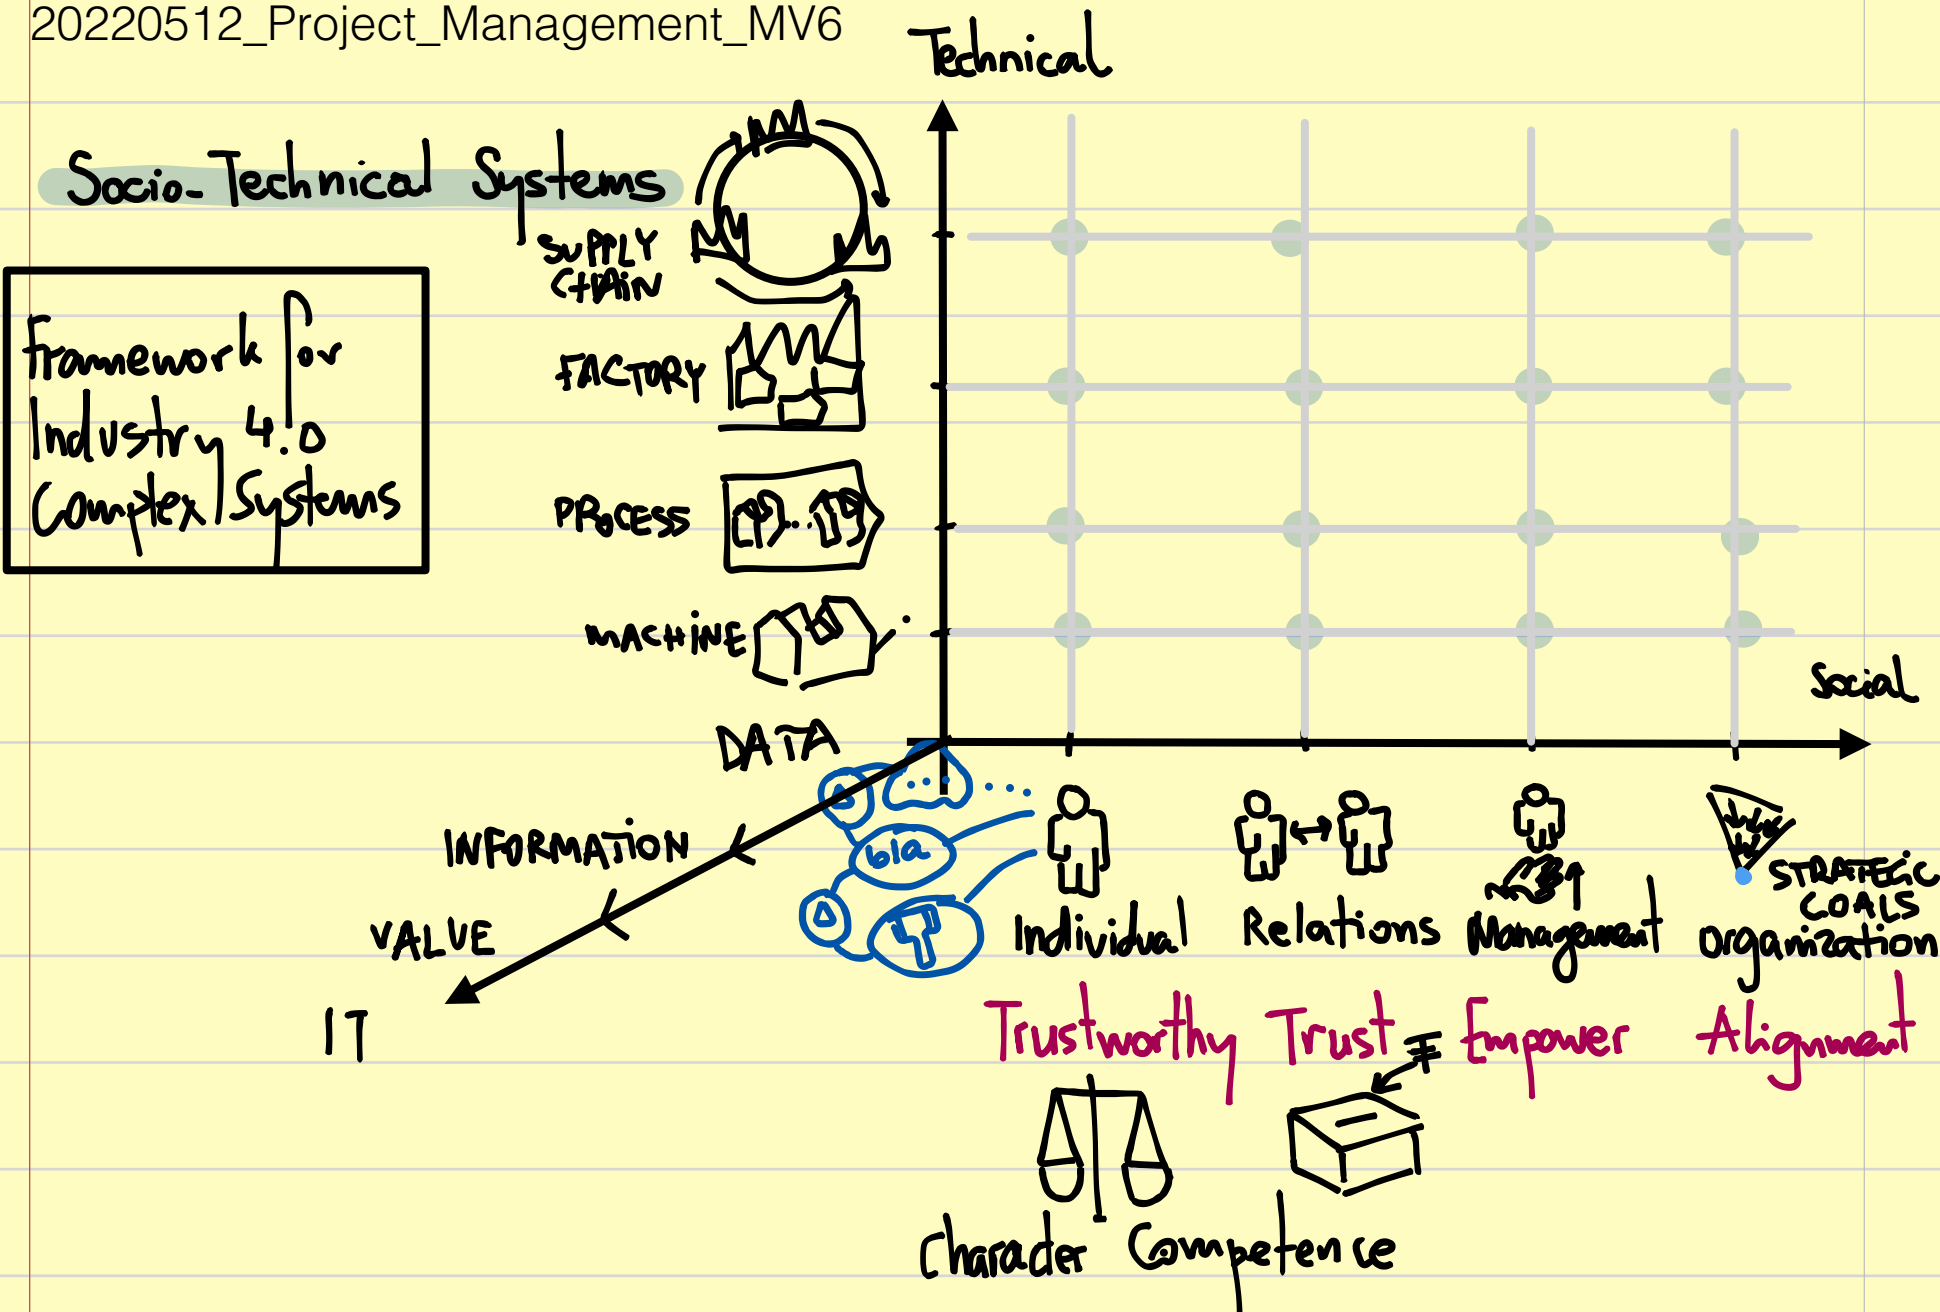 20220512_Project_Management_MV6
Technical
Socio-Technical Systems
SUPPLY
CHAIN
Framework for
Industry 4.0
Complex Systems
FACTORY
PROCESS
MACHINE
Social
DATA
INFORMATION
VALUE
IT
bla
Individual
Relations
Management
STRATEGIC
GOALS
Organization
Trustworthy
Trust
Empower
Alignment
Character Competence